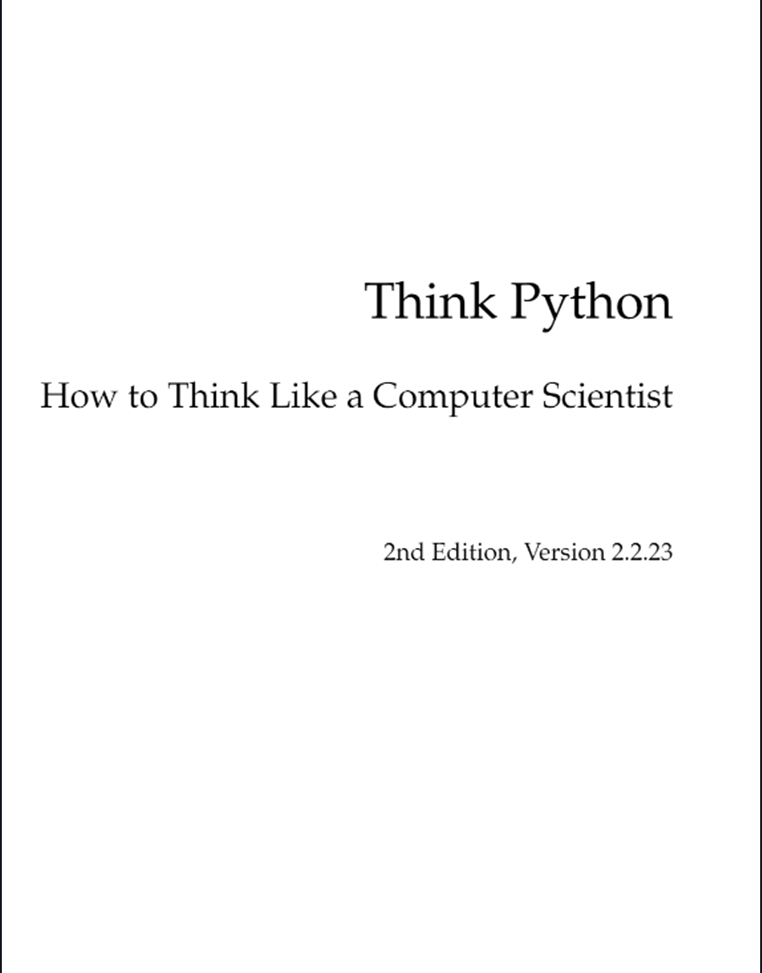 Think Python
How to Think Like a Computer Scientist
2nd Edition, Version 2.2.23